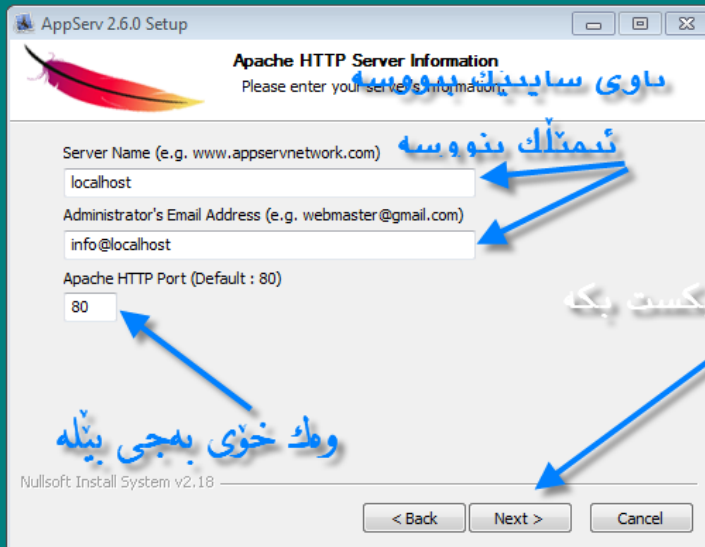 AppServ 2.6.0 Setup
Apache HTTP Server Information
Please enter your server's information.
ناوی سایتێك بنووسە
ئیمێڵێك بنووسە
Server Name (e.g. www.appservnetwork.com)
localhost
Administrator's Email Address (e.g. webmaster@gmail.com)
info@localhost
Apache HTTP Port (Default : 80)
80
بكە
وەك خۆی بەجی بێڵە
Nullsoft Install System v2.18
< Back Next > Cancel